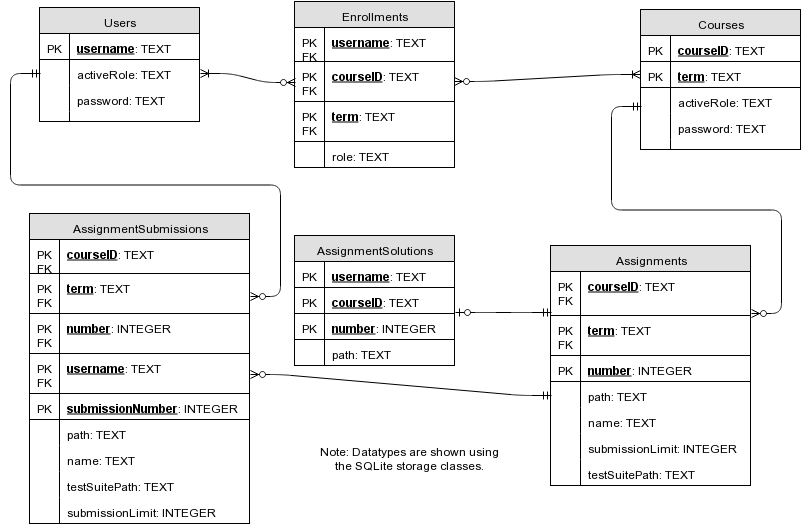 Users
PK username: TEXT
activeRole: TEXT
password: TEXT
Enrollments
PK username: TEXT
FK
PK courseID: TEXT
FK
PK term: TEXT
FK
role: TEXT
Courses
PK courseID: TEXT
PK term: TEXT
activeRole: TEXT
password: TEXT
AssignmentSubmissions
PK courseID: TEXT
FK
PK term: TEXT
FK
PK number: INTEGER
FK
PK username: TEXT
FK
PK submissionNumber: INTEGER
path: TEXT
name: TEXT
testSuitePath: TEXT
submissionLimit: INTEGER
AssignmentSolutions
PK username: TEXT
PK courseID: TEXT
PK number: INTEGER
path: TEXT
Assignments
PK courseID: TEXT
FK
PK term: TEXT
FK
PK number: INTEGER
path: TEXT
name: TEXT
submissionLimit: INTEGER
testSuitePath: TEXT
Note: Datatypes are shown using
the SQLite storage classes.